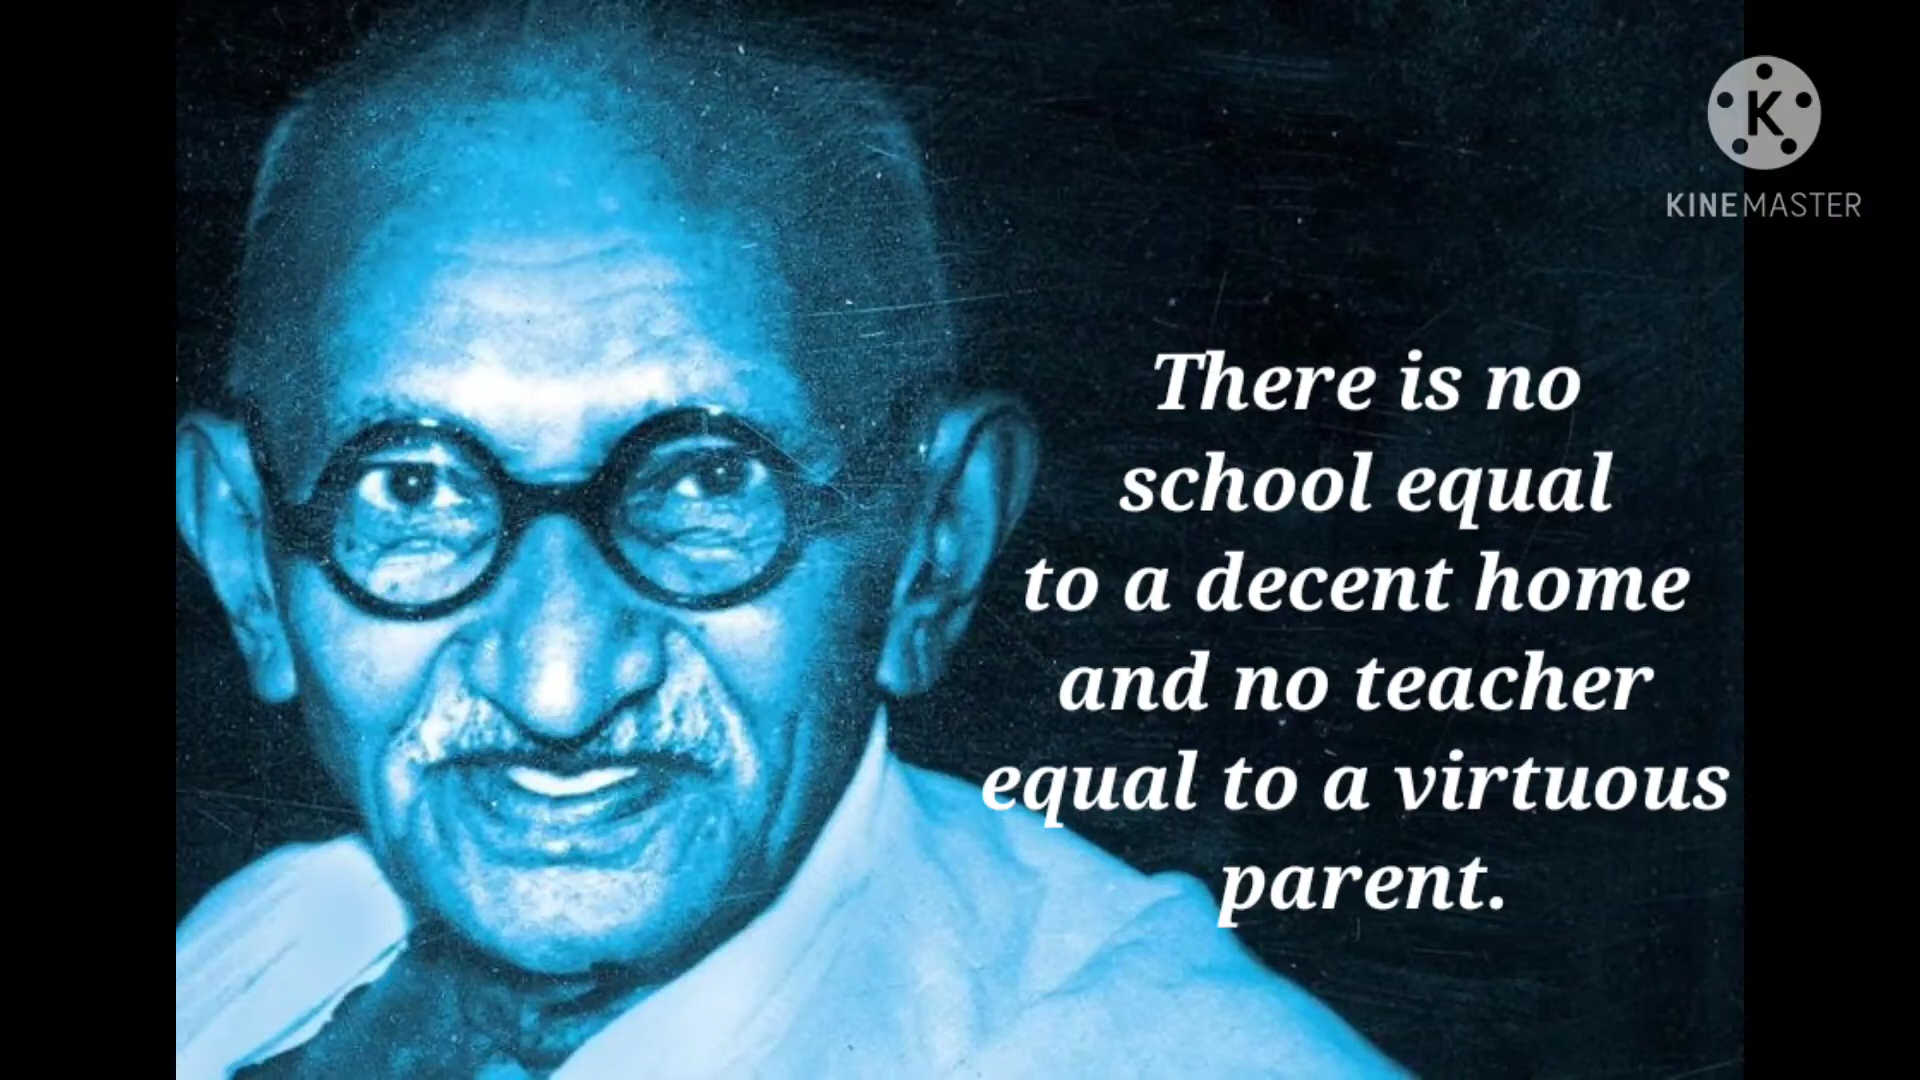 K
KINEMASTER
There is no
school equal
to a decent home
and no teacher
equal to a virtuous
parent.